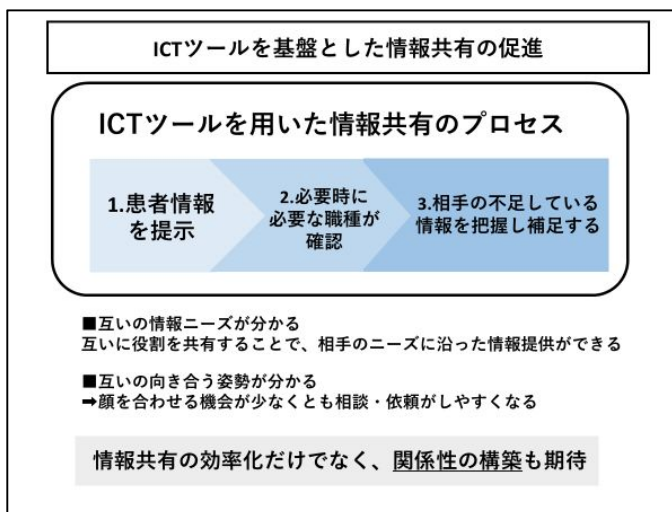 ICTツールを基盤とした情報共有の促進
ICTツールを用いた情報共有のプロセス
1.患者情報
を提示
2.必要時に
必要な職種が
確認
3.相手の不足している
情報を把握し補足する
■互いの情報ニーズが分かる
互いに役割を共有することで、相手のニーズに沿った情報提供ができる
■互いの向き合う姿勢が分かる
➡顔を合わせる機会が少なくとも相談・依頼がしやすくなる
情報共有の効率化だけでなく、関係性の構築も期待